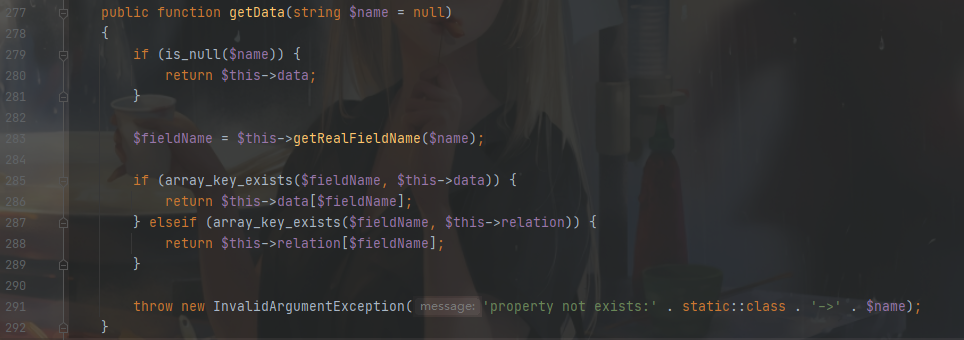 277 public function getData(string $name = null)
278 {
279 if (is_null($name)) {
280 return $this->data;
281 }
282
283 $fieldName = $this->getRealFieldName($name);
284
285 if (array_key_exists($fieldName, $this->data)) {
286 return $this->data[$fieldName];
287 } elseif (array_key_exists($fieldName, $this->relation)) {
288 return $this->relation[$fieldName];
289 }
290
291 throw new InvalidArgumentException( message: 'property not exists:' . static::class . '->' . $name);
292 }